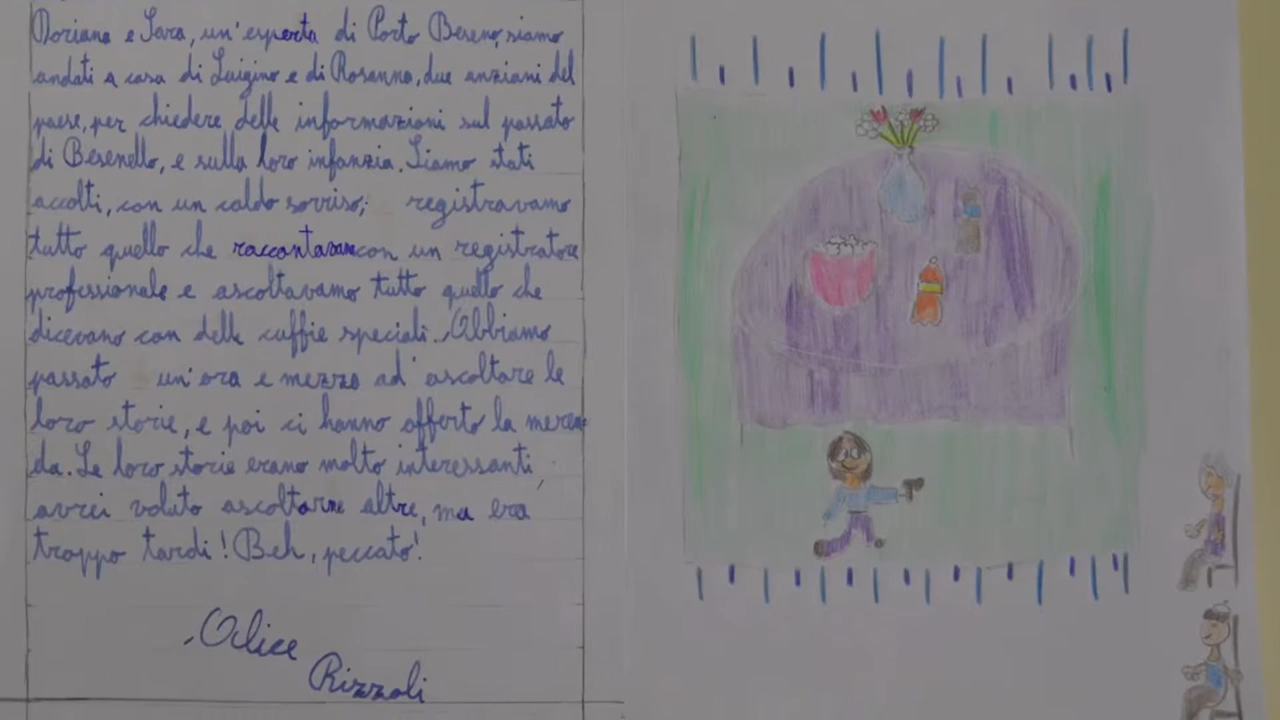 Doriana e Sara, un'esperta di Porto Beseno, siamo
andati a casa di Luigino e di Rosanna, due anziani del
paese, per chiedere delle informazioni sul passato
di Besenello, e sulla loro infanzia. Siamo stati
accolti, con un caldo sorriso; registravamo
tutto quello che raccontavano con un registratore
professionale e ascoltavamo tutto quello che
dicevano con delle cuffie speciali. Abbiamo
passato un'ora e mezzo ad' ascoltare le
loro storie, e poi ci hanno offerto la meren-
da. Le loro storie erano molto interessanti
avrei voluto ascoltarne altre, ma era
troppo tardi! Beh, peccato!
Alice
Rizzoli